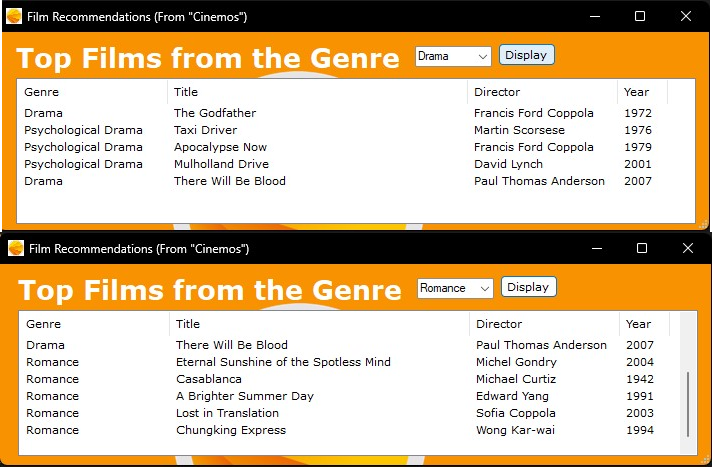 Film Recommendations (From "Cinemos")
Top Films from the Genre Drama Display
Genre Title Director Year
Drama The Godfather Francis Ford Coppola 1972
Psychological Drama Taxi Driver Martin Scorsese 1976
Psychological Drama Apocalypse Now Francis Ford Coppola 1979
Psychological Drama Mulholland Drive David Lynch 2001
Drama There Will Be Blood Paul Thomas Anderson 2007
Film Recommendations (From "Cinemos")
Top Films from the Genre Romance Display
Genre Title Director Year
Drama There Will Be Blood Paul Thomas Anderson 2007
Romance Eternal Sunshine of the Spotless Mind Michel Gondry 2004
Romance Casablanca Michael Curtiz 1942
Romance A Brighter Summer Day Edward Yang 1991
Romance Lost in Translation Sofia Coppola 2003
Romance Chungking Express Wong Kar-wai 1994